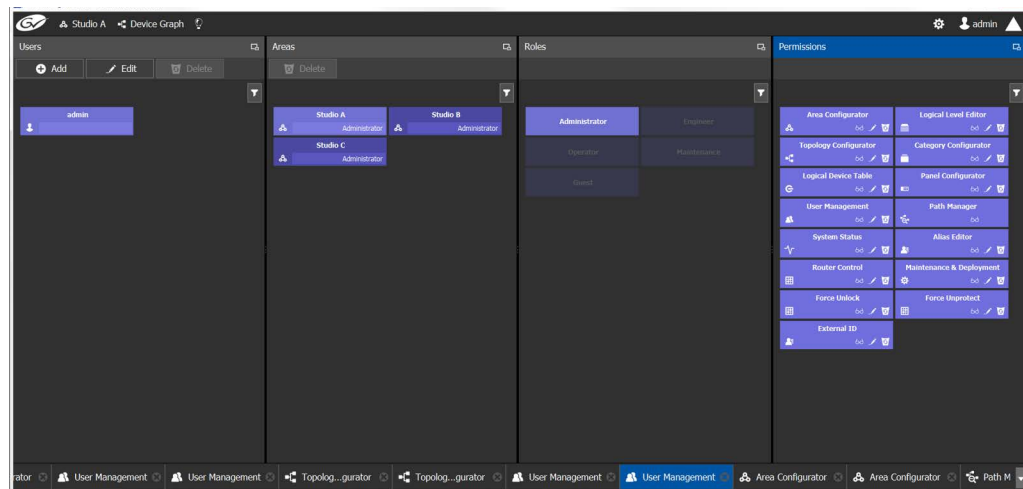 GV Studio A Device Graph admin
Users
Add Edit Delete
admin
Areas
Delete
Studio A
Administrator
Studio B
Administrator
Studio C
Administrator
Roles
Administrator
Engineer
Operator
Maintenance
Guest
Permissions
Area Configurator
Logical Level Editor
Topology Configurator
Category Configurator
Logical Device Table
Panel Configurator
User Management
Path Manager
System Status
Alias Editor
Router Control
Maintenance & Deployment
Force Unlock
Force Unprotect
External ID
rator User Management User Management Topolog...gurator Topolog...gurator User Management User Management Area Configurator Area Configurator Path M